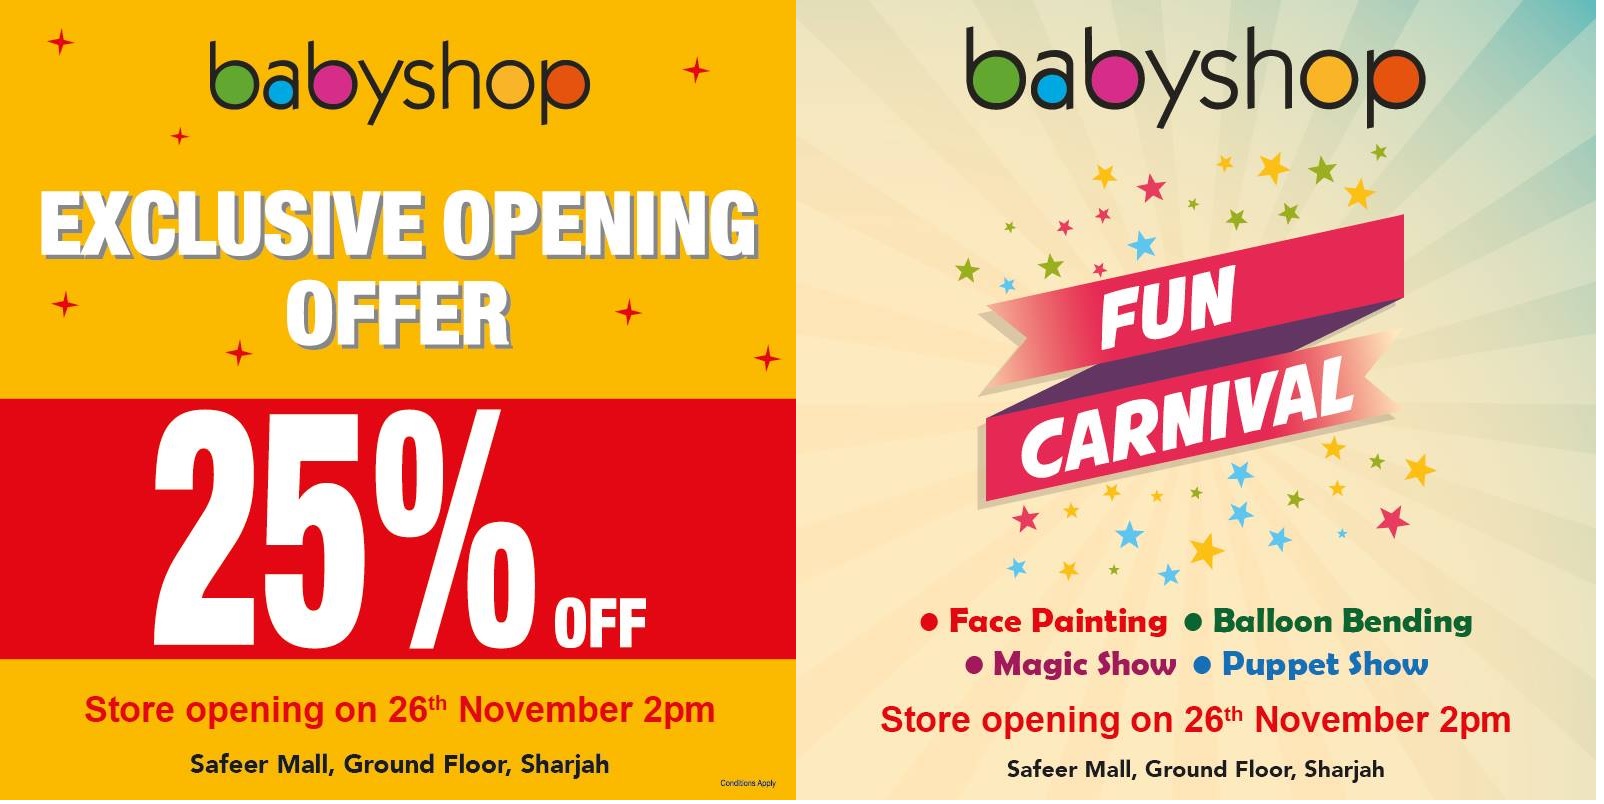 babyshop
EXCLUSIVE OPENING
OFFER
25% OFF
Store opening on 26th November 2pm
Safeer Mall, Ground Floor, Sharjah
Conditions Apply
babyshop
FUN
CARNIVAL
• Face Painting • Balloon Bending
• Magic Show • Puppet Show
Store opening on 26th November 2pm
Safeer Mall, Ground Floor, Sharjah